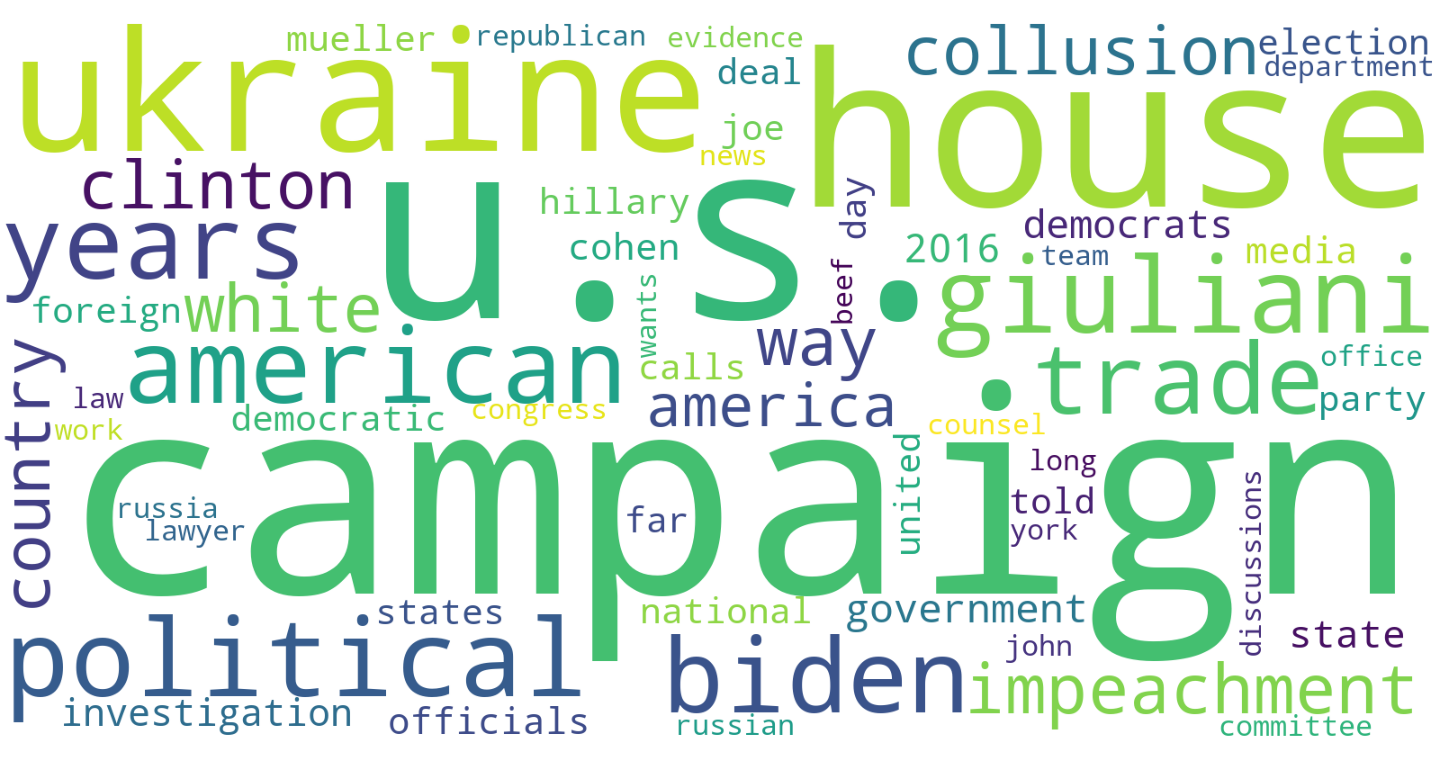 mueller
republican
evidence
collusion
election
department
ukraine
deal
house
joe
news
clinton
u.s.
hillary
day
democrats
years
cohen
2016
team
media
beef
giuliani
foreign
white
wants
way
trade
office
american
calls
america
party
country
law
work
democratic
congress
counsel
campaign
united
long
russia
lawyer
far
told
york
discussions
political
states
national
government
state
biden
john
impeachment
investigation
officials
russian
committee